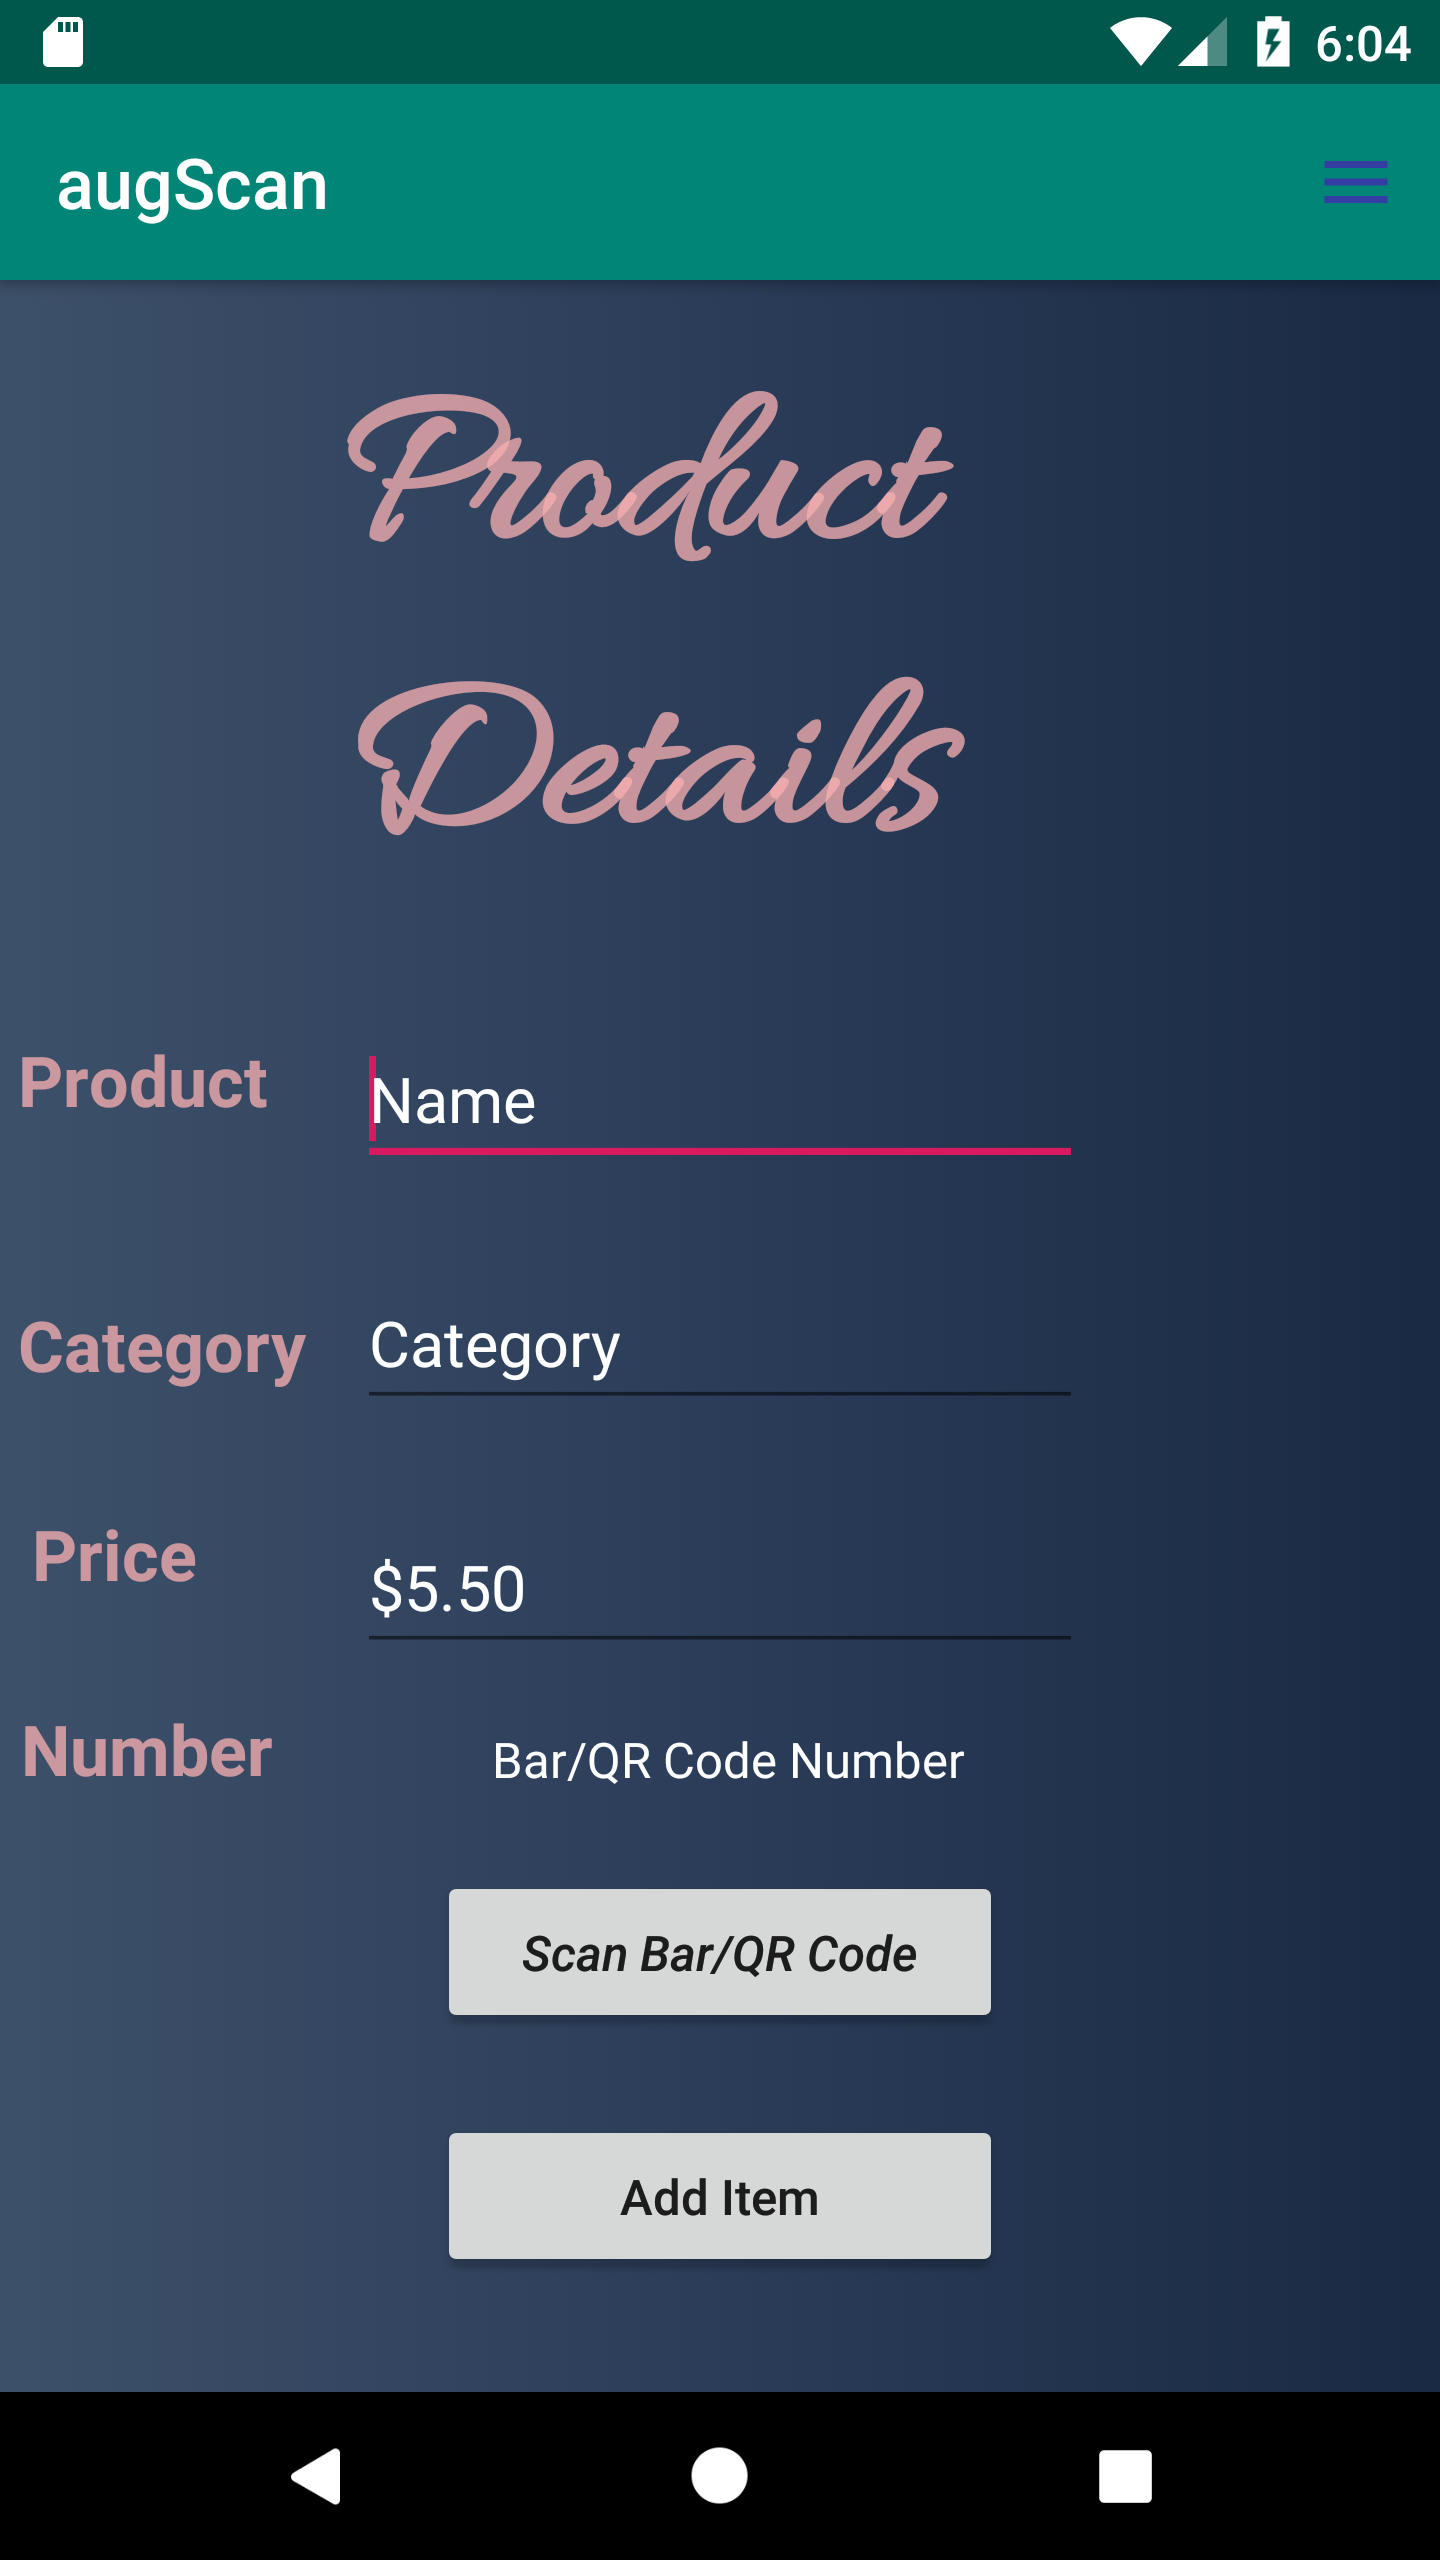 6:04
augScan
Product
Details
Product
Name
Category
Category
Price
$5.50
Number
Bar/QR Code Number
Scan Bar/QR Code
Add Item